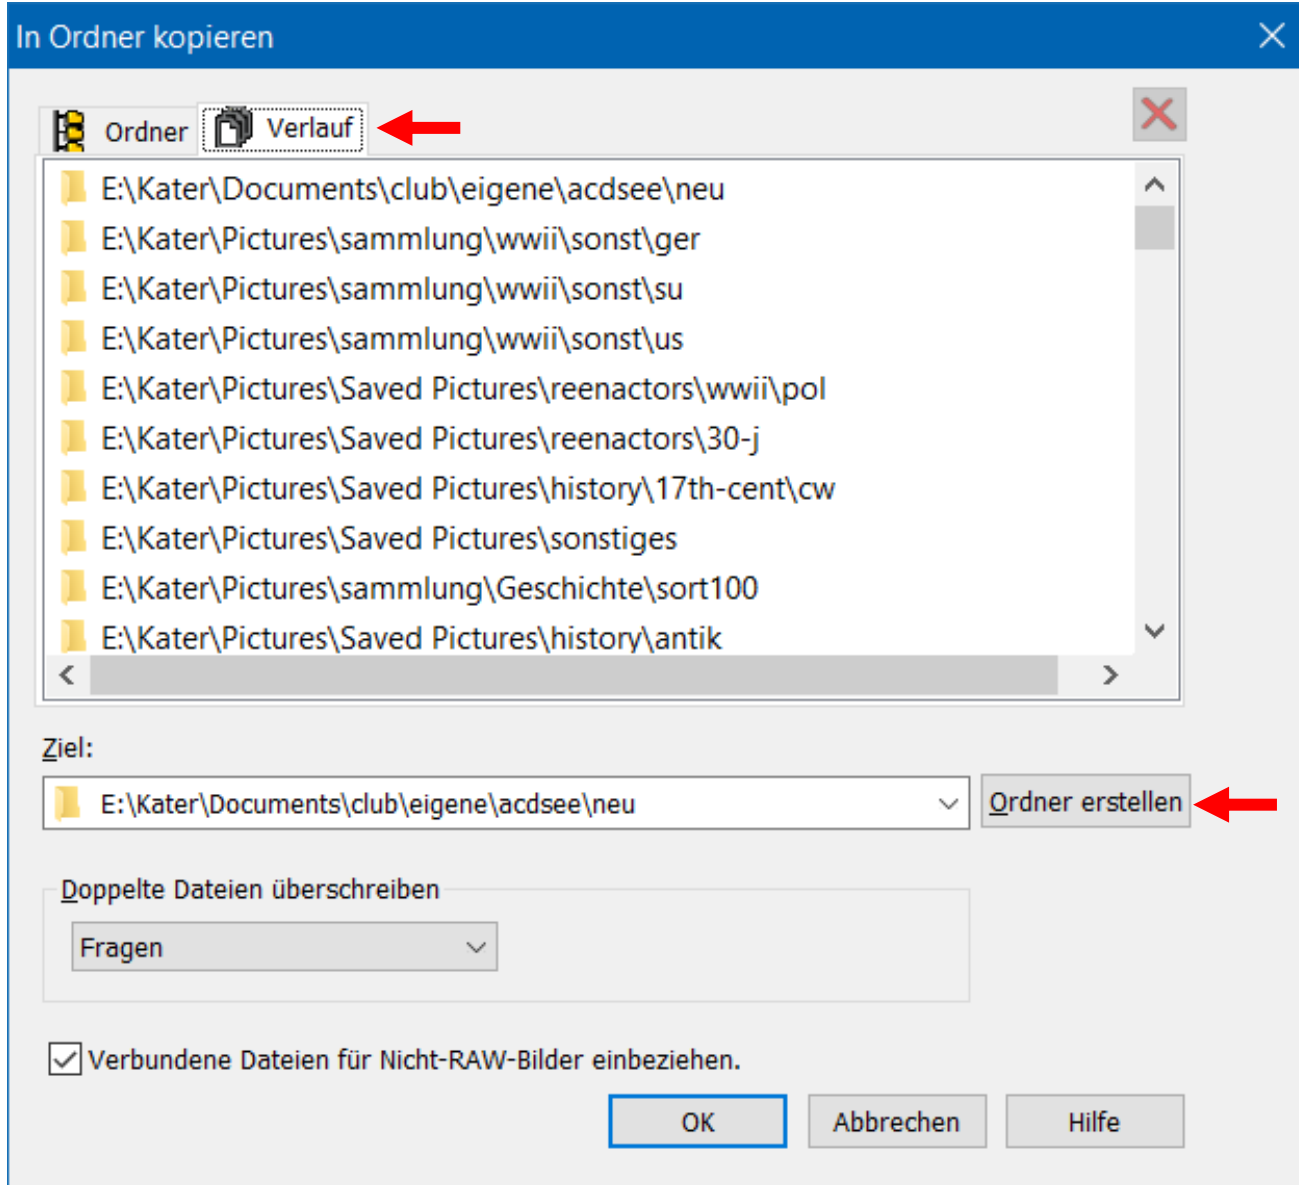 In Ordner kopieren
Ordner
Verlauf
E:\Kater\Documents\club\eigene\acdsee\neu
E:\Kater\Pictures\sammlung\wwii\sonst\ger
E:\Kater\Pictures\sammlung\wwii\sonst\su
E:\Kater\Pictures\sammlung\wwii\sonst\us
E:\Kater\Pictures\Saved Pictures\reenactors\wwii\pol
E:\Kater\Pictures\Saved Pictures\reenactors\30-j
E:\Kater\Pictures\Saved Pictures\history\17th-cent\cw
E:\Kater\Pictures\Saved Pictures\sonstiges
E:\Kater\Pictures\sammlung\Geschichte\sort100
E:\Kater\Pictures\Saved Pictures\history\antik
Ziel:
E:\Kater\Documents\club\eigene\acdsee\neu
Ordner erstellen
Doppelte Dateien überschreiben
Fragen
Verbundene Dateien für Nicht-RAW-Bilder einbeziehen.
OK
Abbrechen
Hilfe